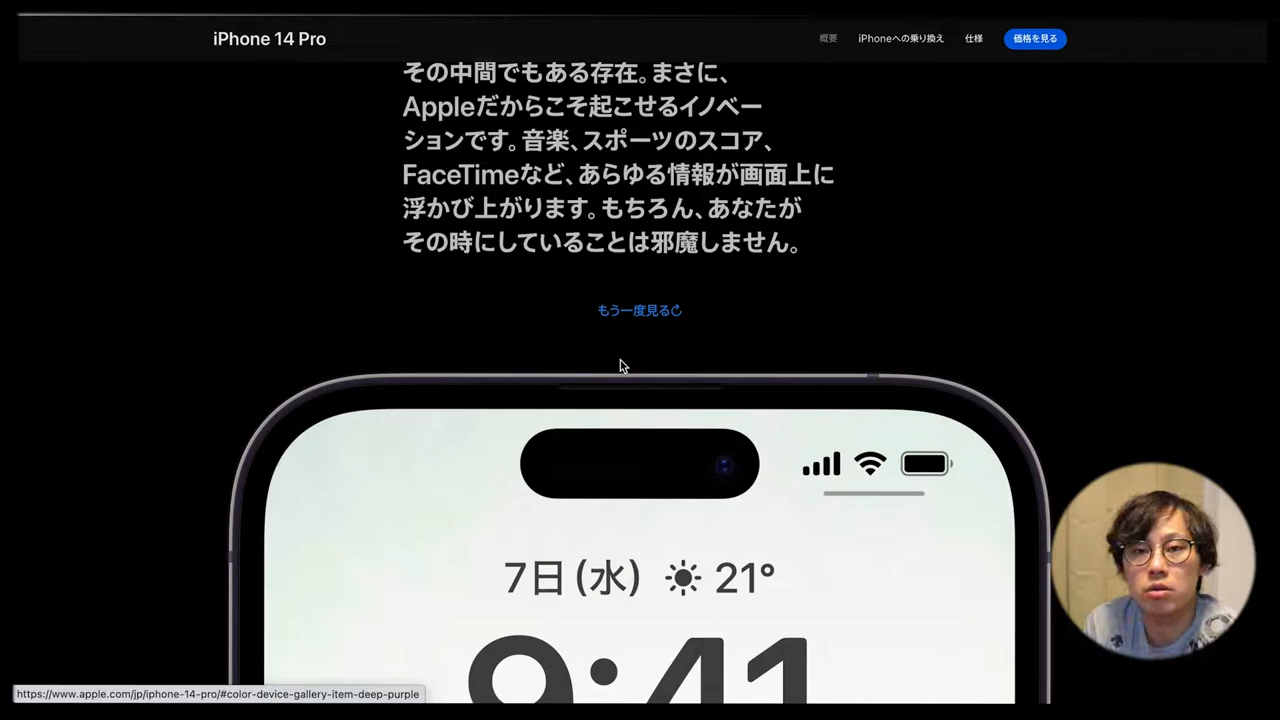 iPhone 14 Pro
概要
iPhoneへの乗り換え
仕様
価格を見る
その中間でもある存在。まさに、
Appleだからこそ起こせるイノベー
ションです。音楽、スポーツのスコア、
FaceTimeなど、あらゆる情報が画面上に
浮かび上がります。もちろん、あなたが
その時にしていることは邪魔しません。
もう一度見る
7日(水) 21°
9:41
https://www.apple.com/jp/iphone-14-pro/#color-device-gallery-item-deep-purple